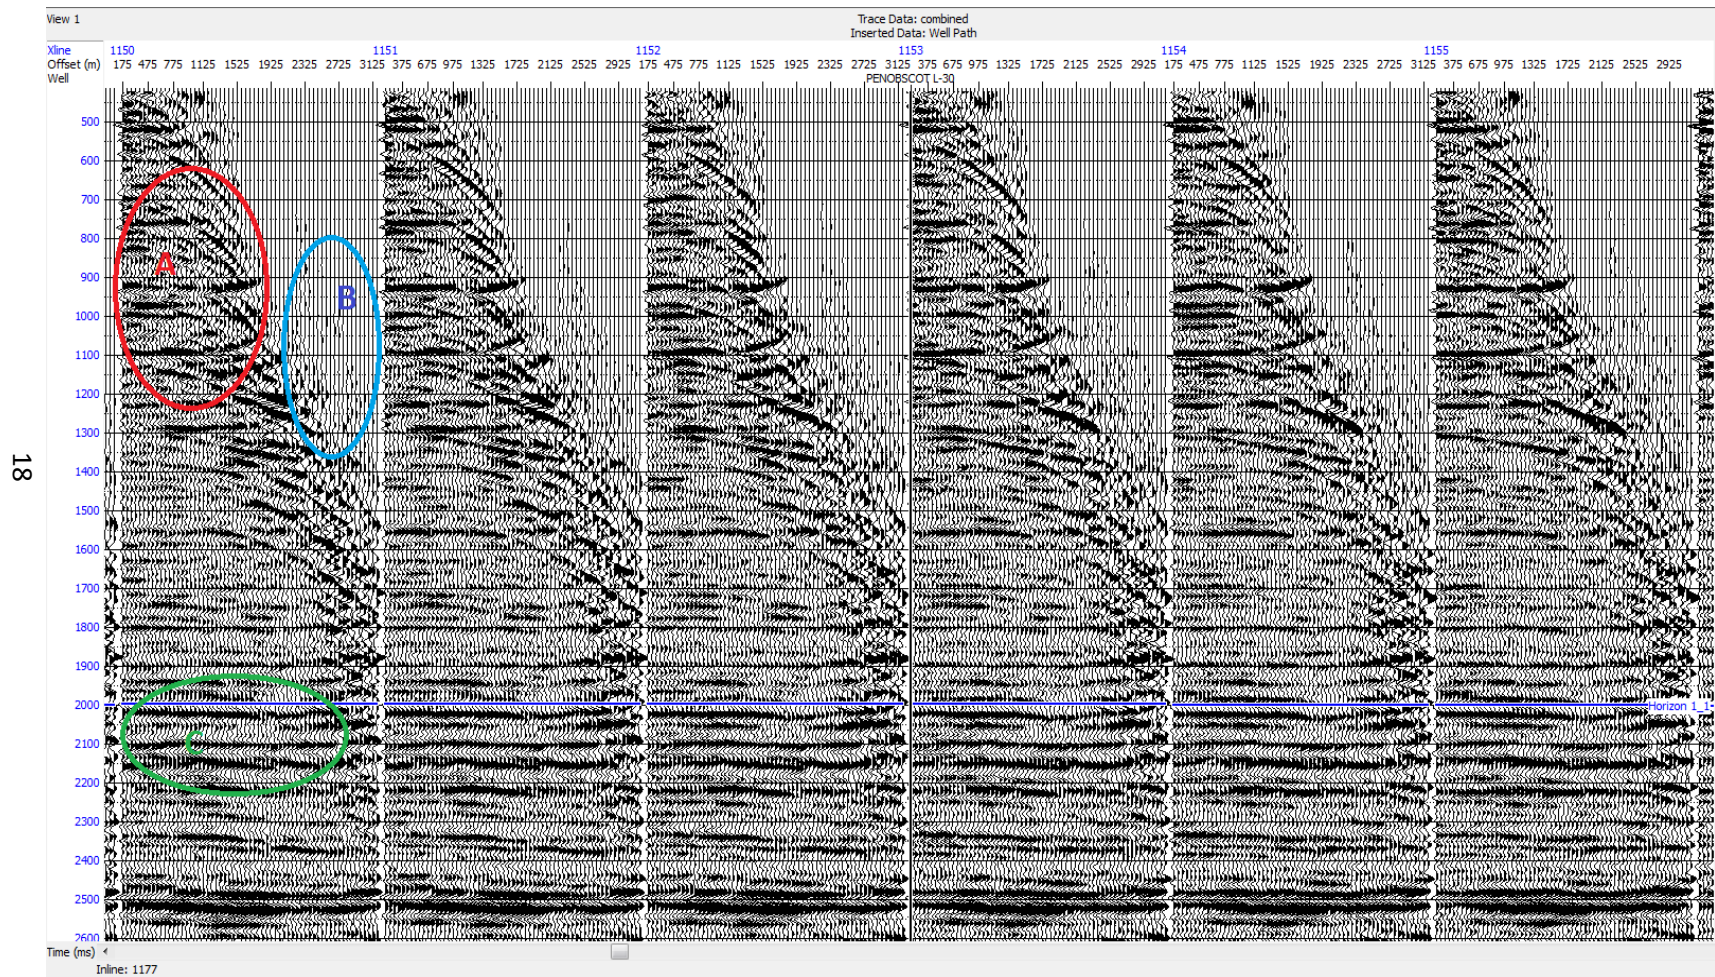 View 1
Trace Data: combined
Inserted Data: Well Path
Xline 1150 1151 1152 1153 1154 1155
Offset (m) 175 475 775 1125 1525 1925 2325 2725 3125 375 675 975 1325 1725 2125 2525 2925 175 475 775 1125 1525 1925 2325 2725 3125 375 675 975 1325 1725 2125 2525 2925 175 475 775 1125 1525 1925 2325 2725 3125 375 675 975 1325 1725 2125 2525 2925
Well PENOBSCOT L-30
500
600
700
800
A
900
B
1000
1100
1200
1300
1400
18
1500
1600
1700
1800
1900
2000
Horizon 1_1
C
2100
2200
2300
2400
2500
2600
Time (ms)
Inline: 1177